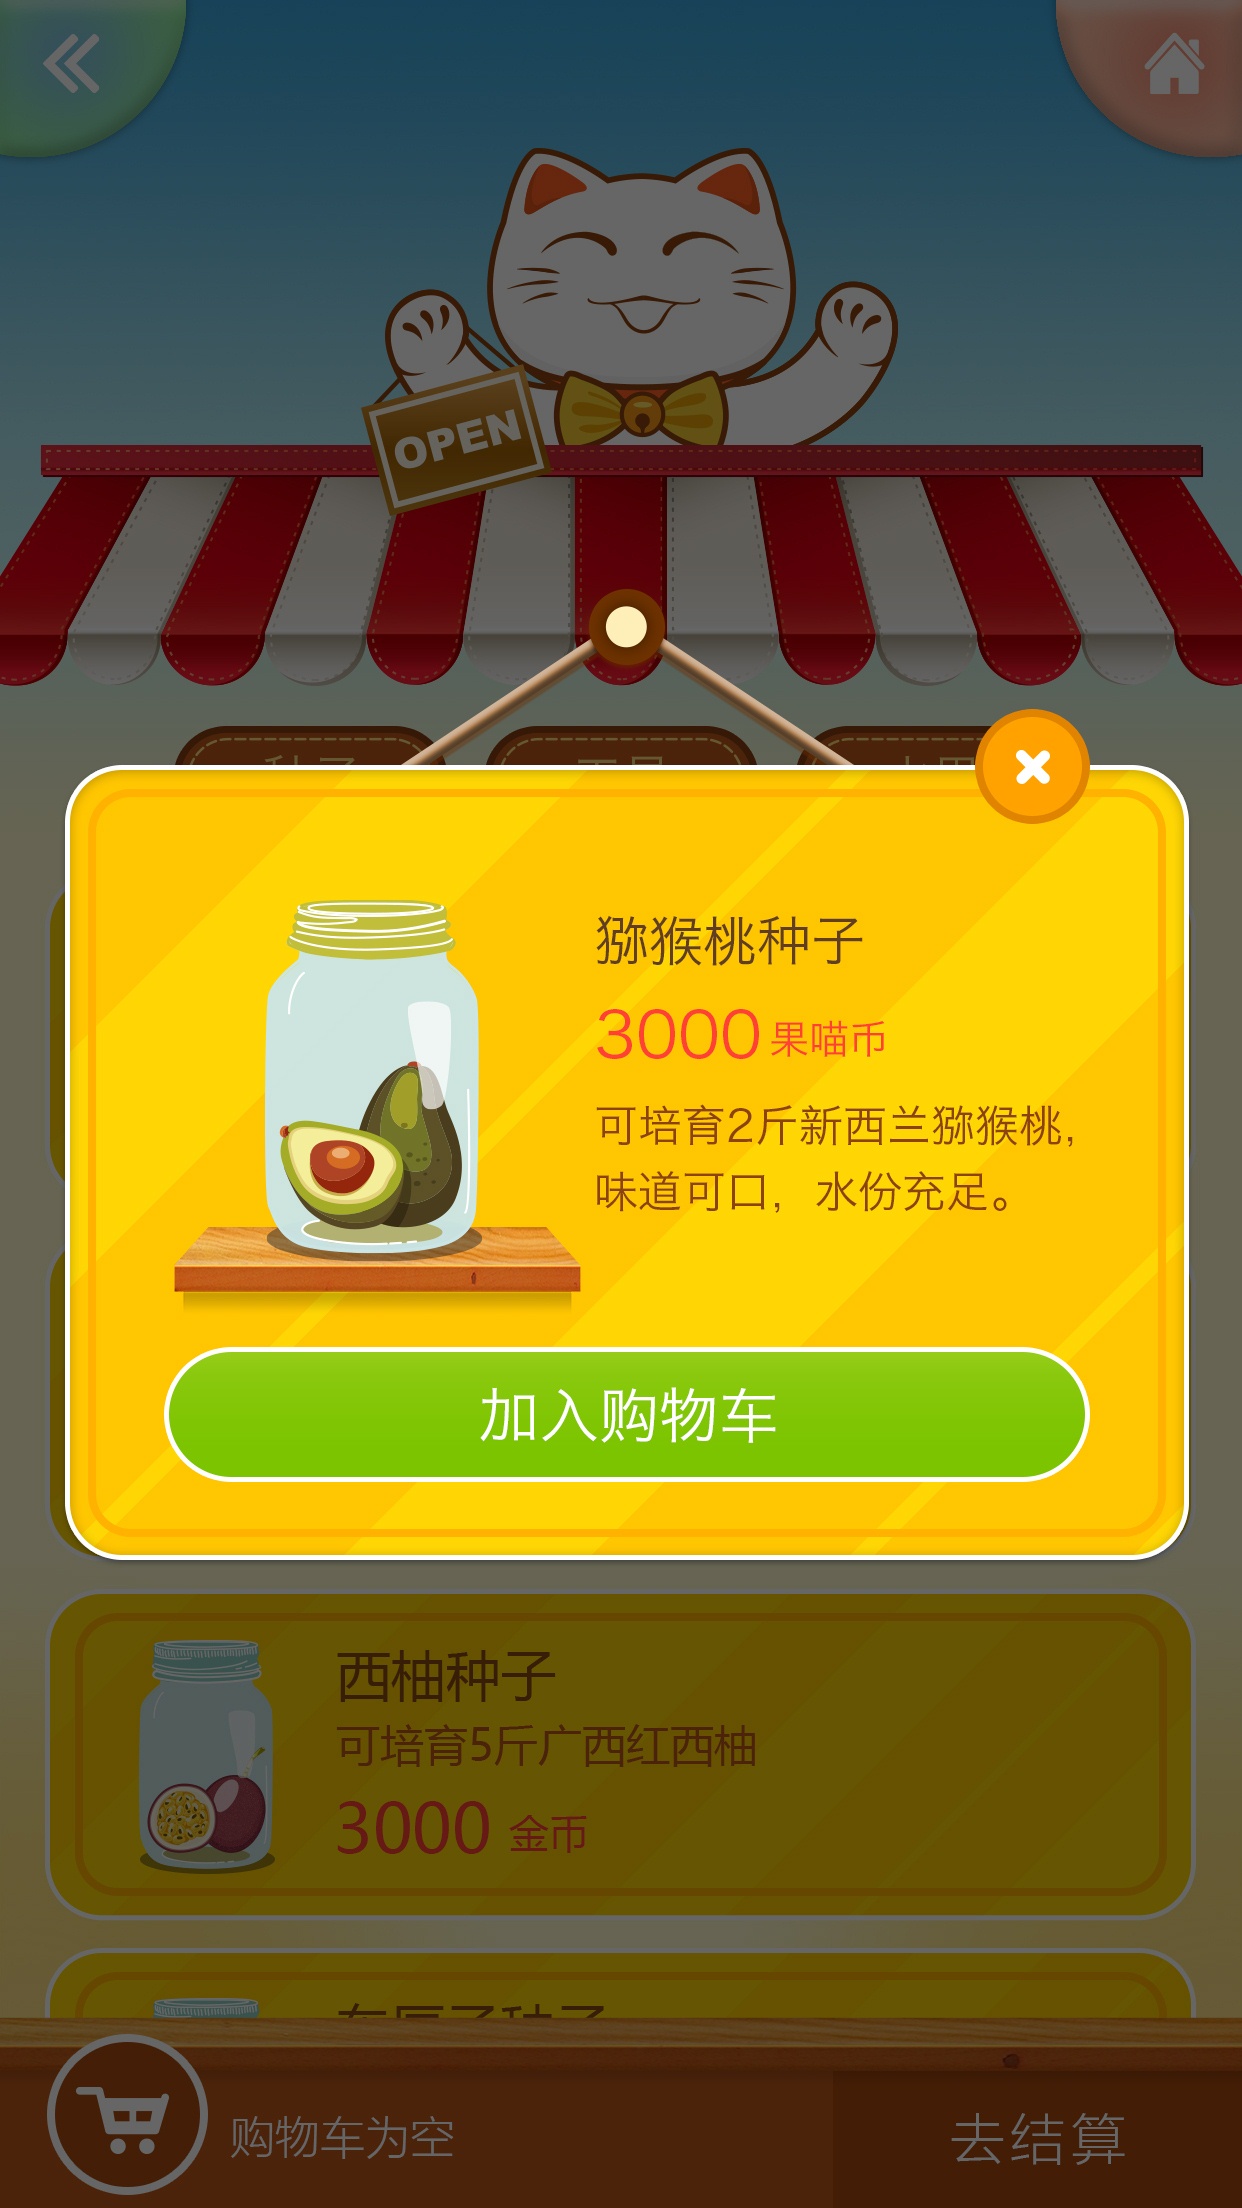 OPEN
种子
猕猴桃种子
3000 果喵币
可培育2斤新西兰猕猴桃，
味道可口，水份充足。
加入购物车
西柚种子
可培育5斤广西红西柚
3000 金币
购物车为空
去结算